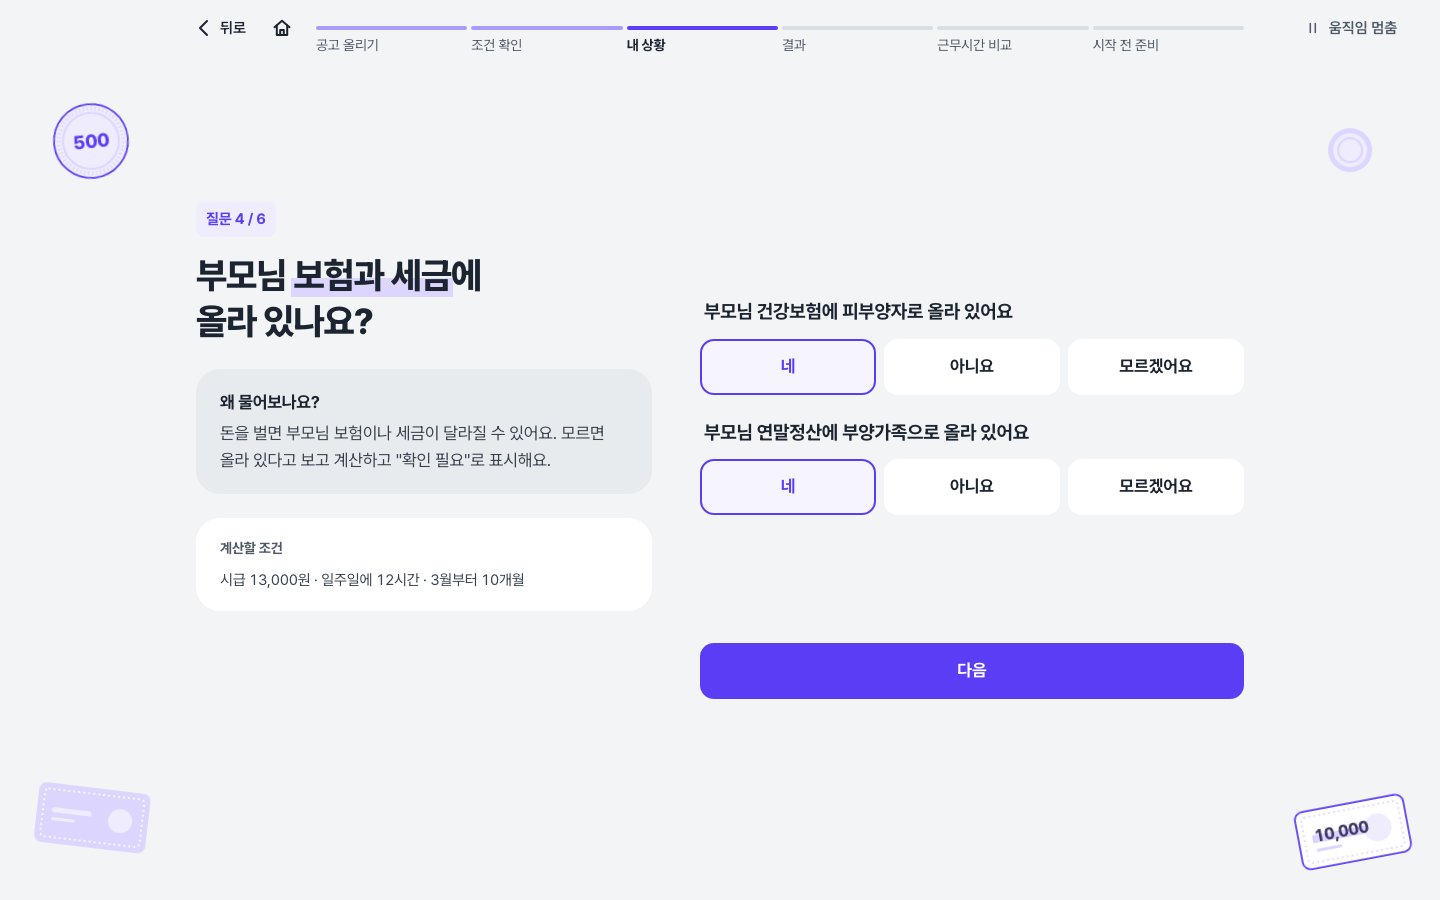 뒤로
공고 올리기
조건 확인
내 상황
결과
근무시간 비교
시작 전 준비
움직임 멈춤
500
질문 4 / 6
부모님 보험과 세금에
올라 있나요?
왜 물어보나요?
돈을 벌면 부모님 보험이나 세금이 달라질 수 있어요. 모르면
올라 있다고 보고 계산하고 "확인 필요"로 표시해요.
계산할 조건
시급 13,000원 · 일주일에 12시간 · 3월부터 10개월
부모님 건강보험에 피부양자로 올라 있어요
네
아니요
모르겠어요
부모님 연말정산에 부양가족으로 올라 있어요
네
아니요
모르겠어요
다음
10,000